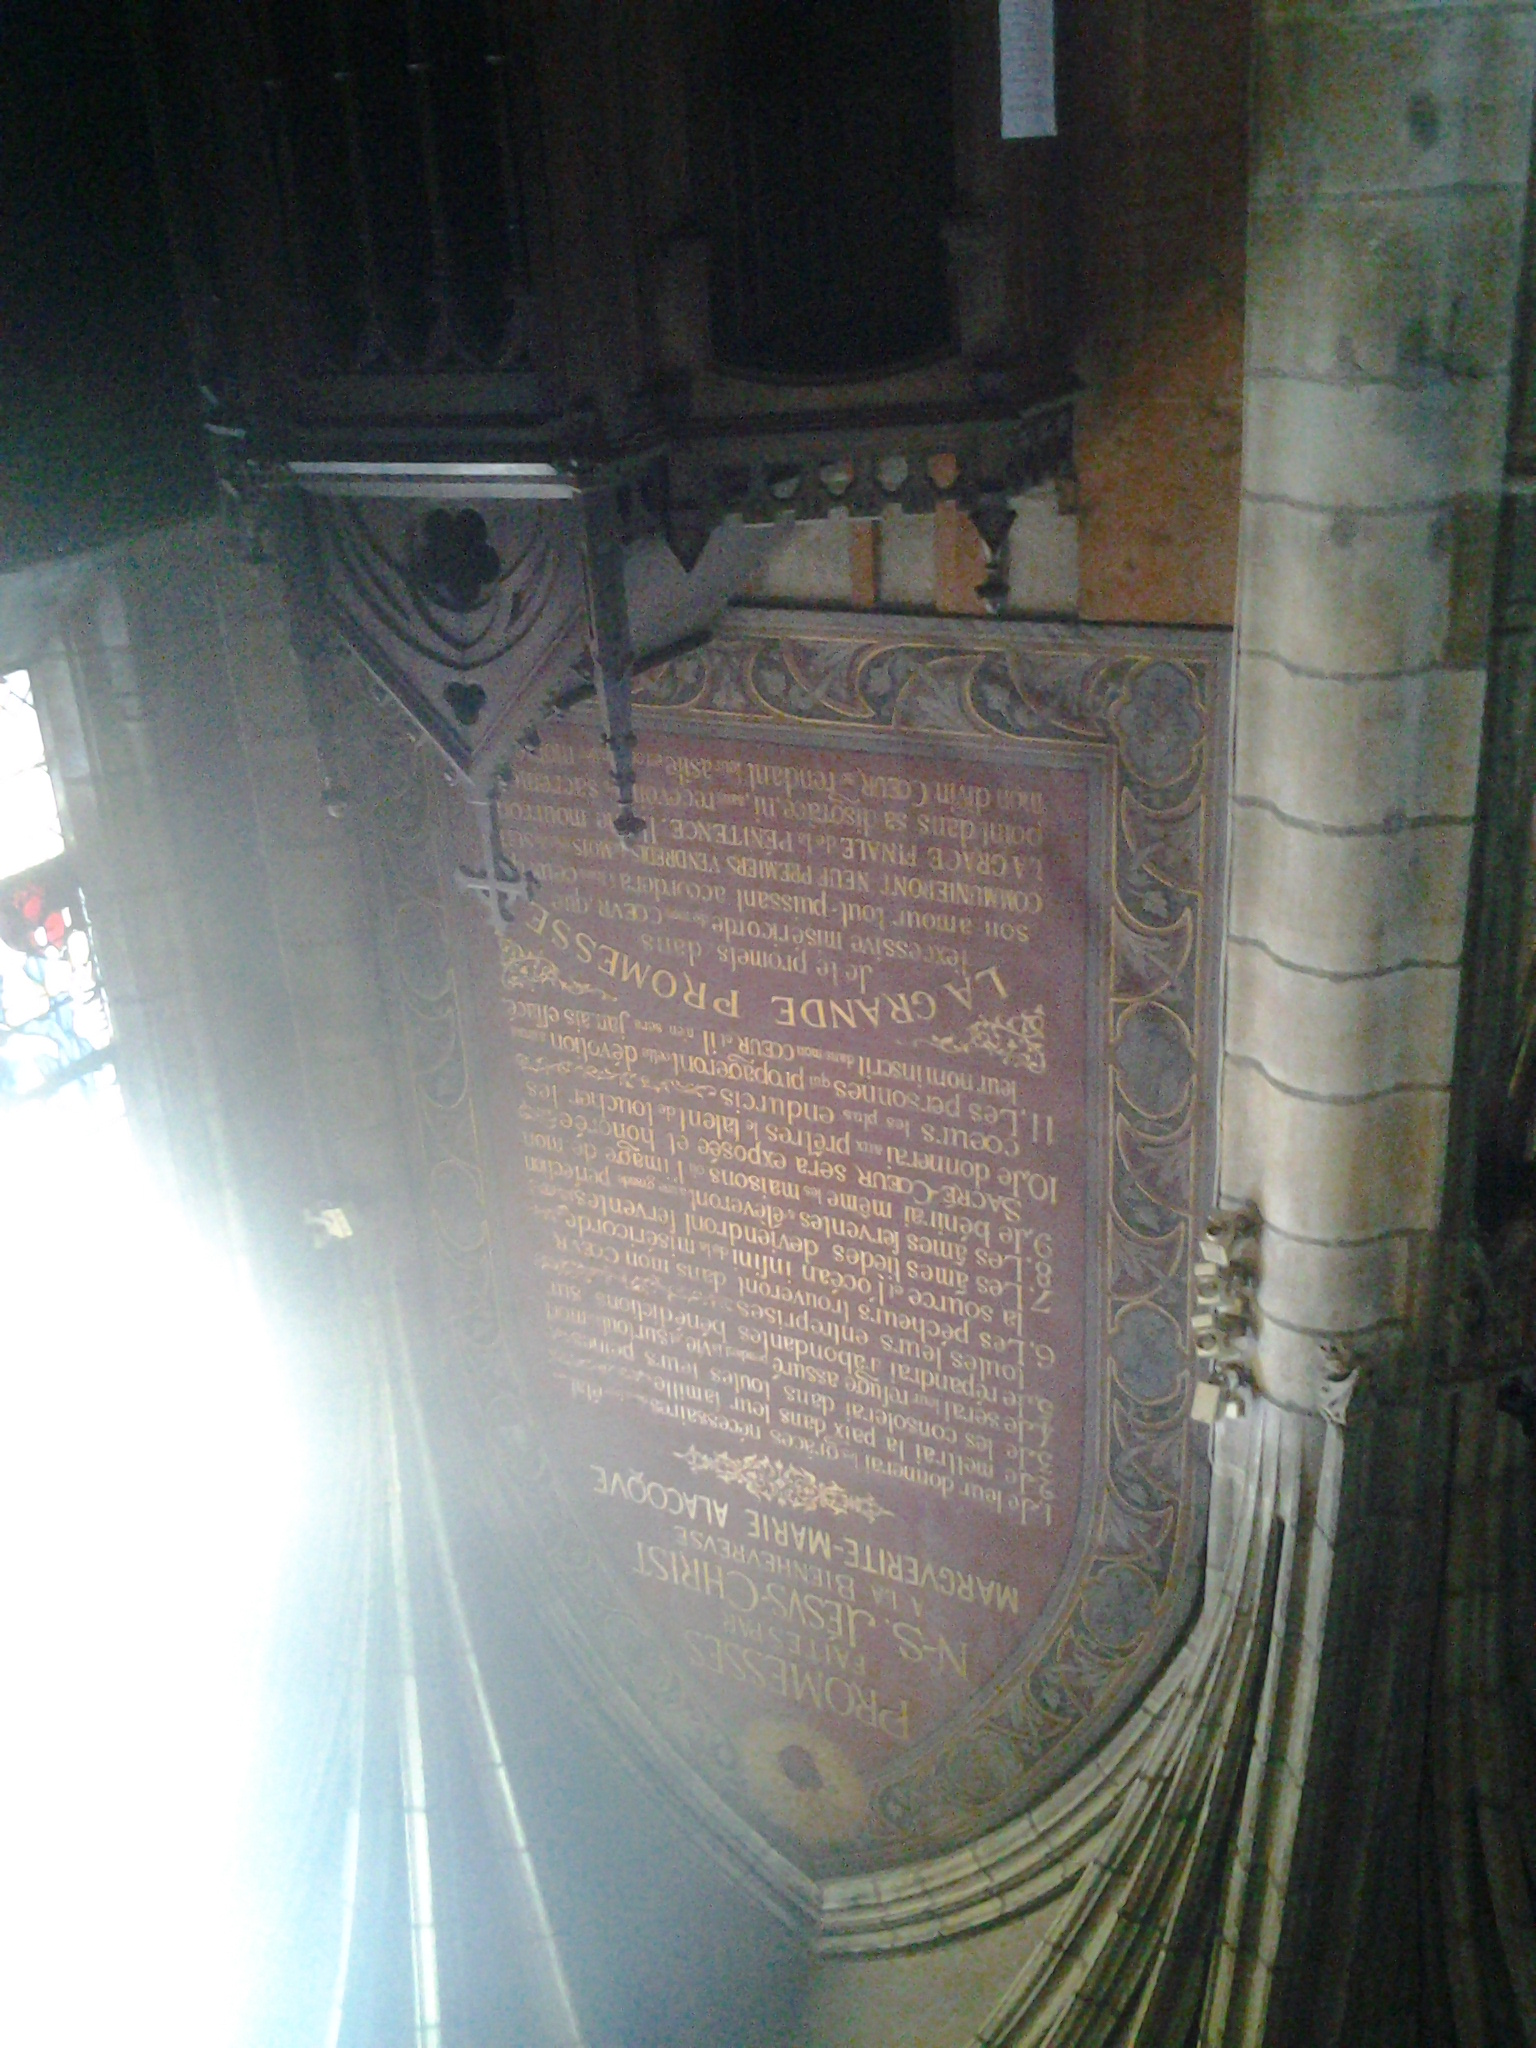 PROMESSES
FAITES PAR
N-S. JÉSVS-CHRIST
A LA BIENHEVREVSE
MARGVERITE-MARIE ALACOQVE
1. Je leur donnerai les grâces nécessaires état
2. Je mettrai la paix dans leur famille
3. Je les consolerai dans toutes leurs peines
4. Je serai leur refuge assuré pendant la vie et surtout mort
5. Je répandrai d'abondantes bénédictions sur
toutes leurs entreprises
6. Les pécheurs trouveront dans mon CŒVR
la source et l'océan infini de la miséricorde
7. Les âmes tièdes deviendront ferventes
8. Les âmes ferventes s'élèveront à une grande perfection
9. Je bénirai même les maisons où l'image de mon
SACRÉ-CŒUR sera exposée et honorée
10. Je donnerai aux prêtres le talent de toucher les
cœurs les plus endurcis
11. Les personnes qui propageront cette dévotion auront
leur nom inscrit dans mon CŒUR et il n'en sera jamais effacé
LA GRANDE PROMESSE
Je te promets dans
l'excessive miséricorde de mon CŒVR, que
son amour tout-puissant accordera à tous ceux
COMMUNIERONT NEUF PREMIERS VENDREDIS MOIS
LA GRACE FINALE de la PÉNITENCE. Ils ne mourront
point dans sa disgrâce, ni sans recevoir
mon divin CŒUR se rendant leur asile